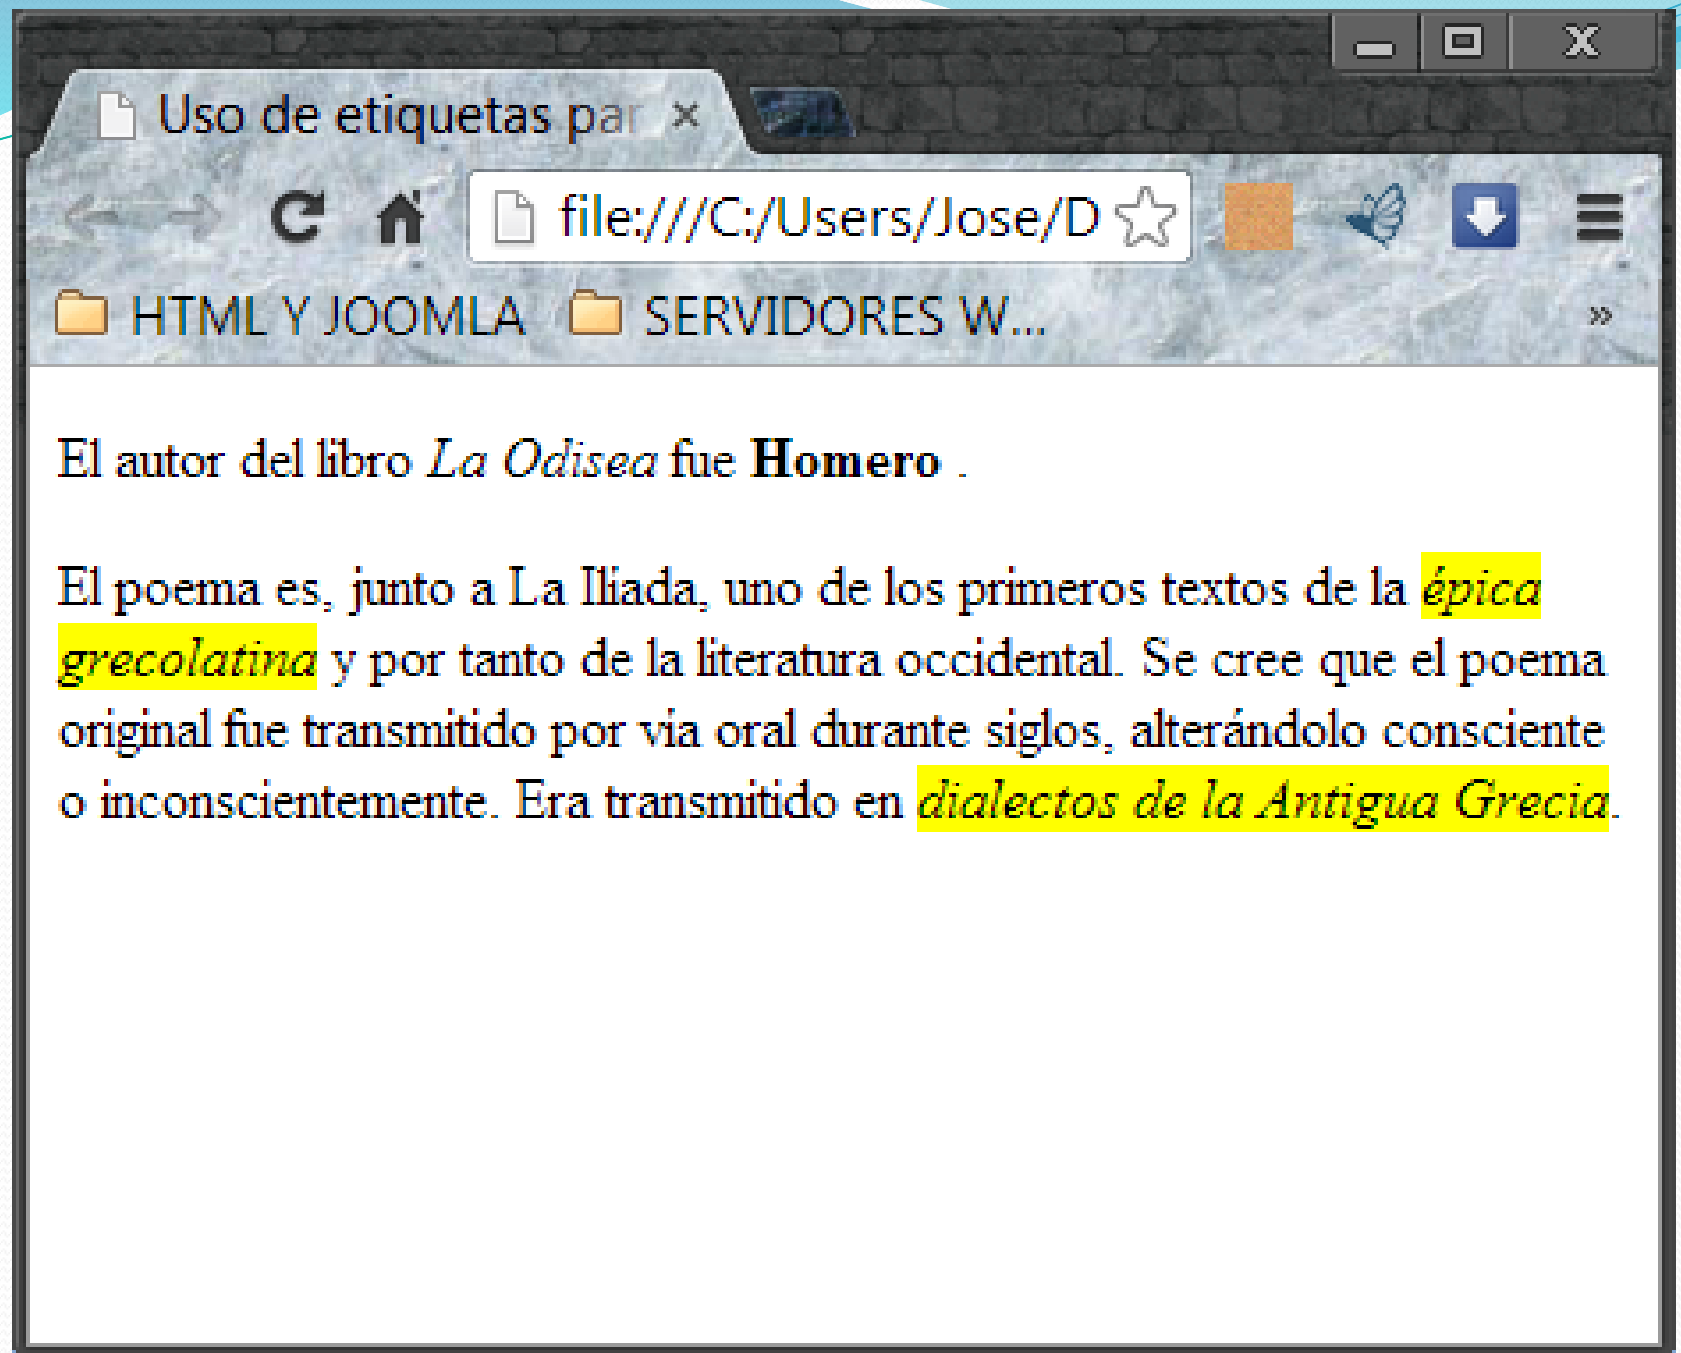 Uso de etiquetas par
file:///C:/Users/Jose/D
HTML Y JOOMLA SERVIDORES W...
El autor del libro La Odisea fue Homero .
El poema es, junto a La Iliada, uno de los primeros textos de la épica
grecolatina y por tanto de la literatura occidental. Se cree que el poema
original fue transmitido por via oral durante siglos, alterándolo consciente
o inconscientemente. Era transmitido en dialectos de la Antigua Grecia.